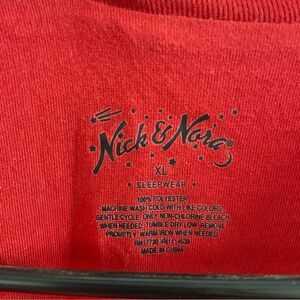 Nick & Nora®
XL
• SLEEPWEAR •
100% POLYESTER
MACHINE WASH COLD WITH LIKE COLORS
GENTLE CYCLE. ONLY NON-CHLORINE BLEACH
WHEN NEEDED. TUMBLE DRY LOW. REMOVE
PROMPTLY. WARM IRON WHEN NEEDED.
RN17730
MADE IN CHINA